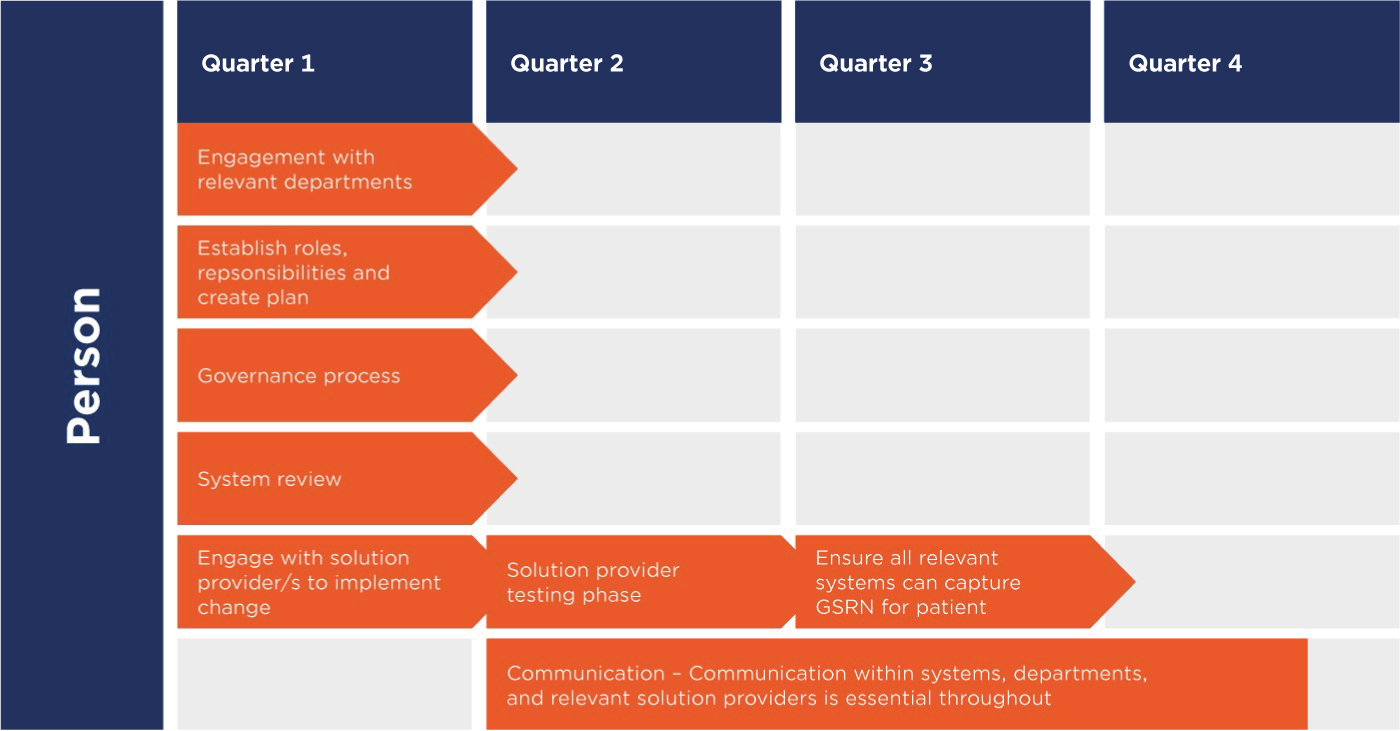 Person
Quarter 1
Quarter 2
Quarter 3
Quarter 4
Engagement with
relevant departments
Establish roles,
repsonsibilities and
create plan
Governance process
System review
Engage with solution
provider/s to implement
change
Solution provider
testing phase
Ensure all relevant
systems can capture
GSRN for patient
Communication – Communication within systems, departments,
and relevant solution providers is essential throughout